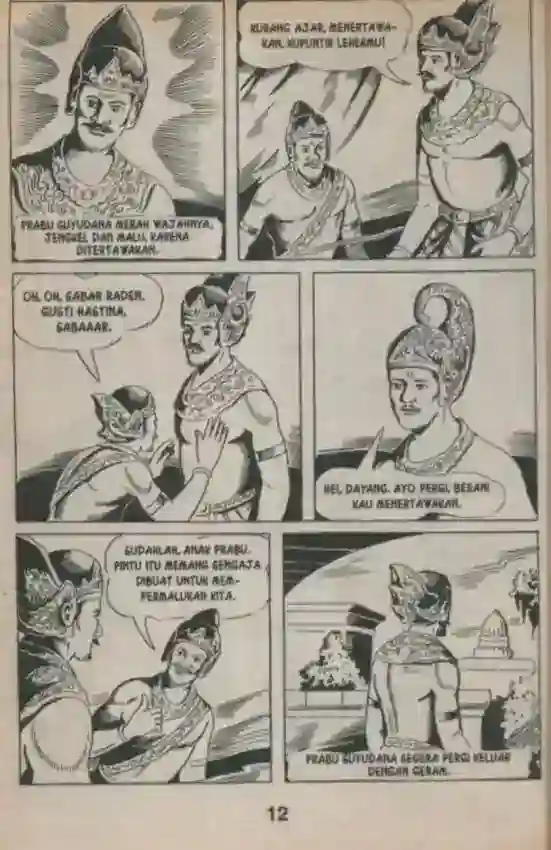 PRABU SUYUDANA MERAH WAJAHNYA,
JENGKEL DAN MALU, KARENA
DITERTAWAKAN.
KURANG AJAR, MENERTAWA-
KAN. KUPUNTIR LEHERMU!
OH, OH, SABAR RADEN.
GUSTI HASTINA,
SABAAAR.
HEI, DAYANG. AYO PERGI, BERANI
KAU MENERTAWAKAN.
SUDAHLAH, ANAK PRABU.
PINTU ITU MEMANG SENGAJA
DIBUAT UNTUK MEM-
PERMALUKAN KITA.
PRABU SUYUDANA SEGERA PERGI KELUAR
DENGAN GERAM.
12